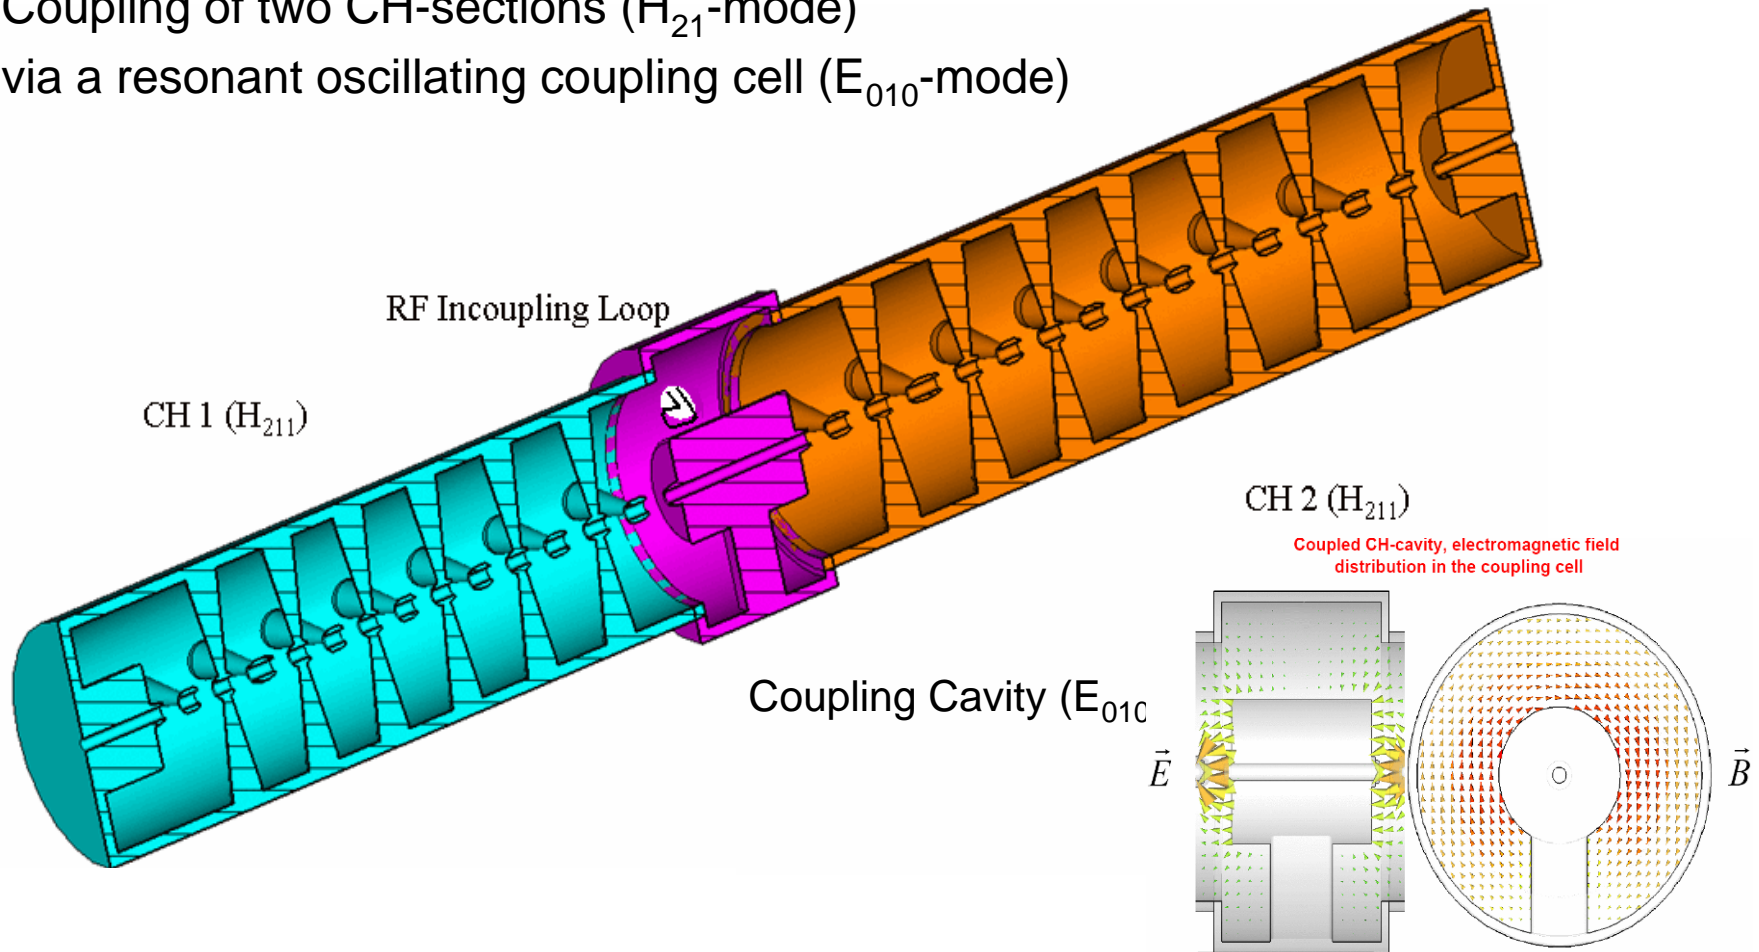 Coupling of two CH-sections (H21-mode)
via a resonant oscillating coupling cell (E010-mode)
RF Incoupling Loop
CH 1 (H211)
CH 2 (H211)
Coupled CH-cavity, electromagnetic field
distribution in the coupling cell
Coupling Cavity (E010
E
B